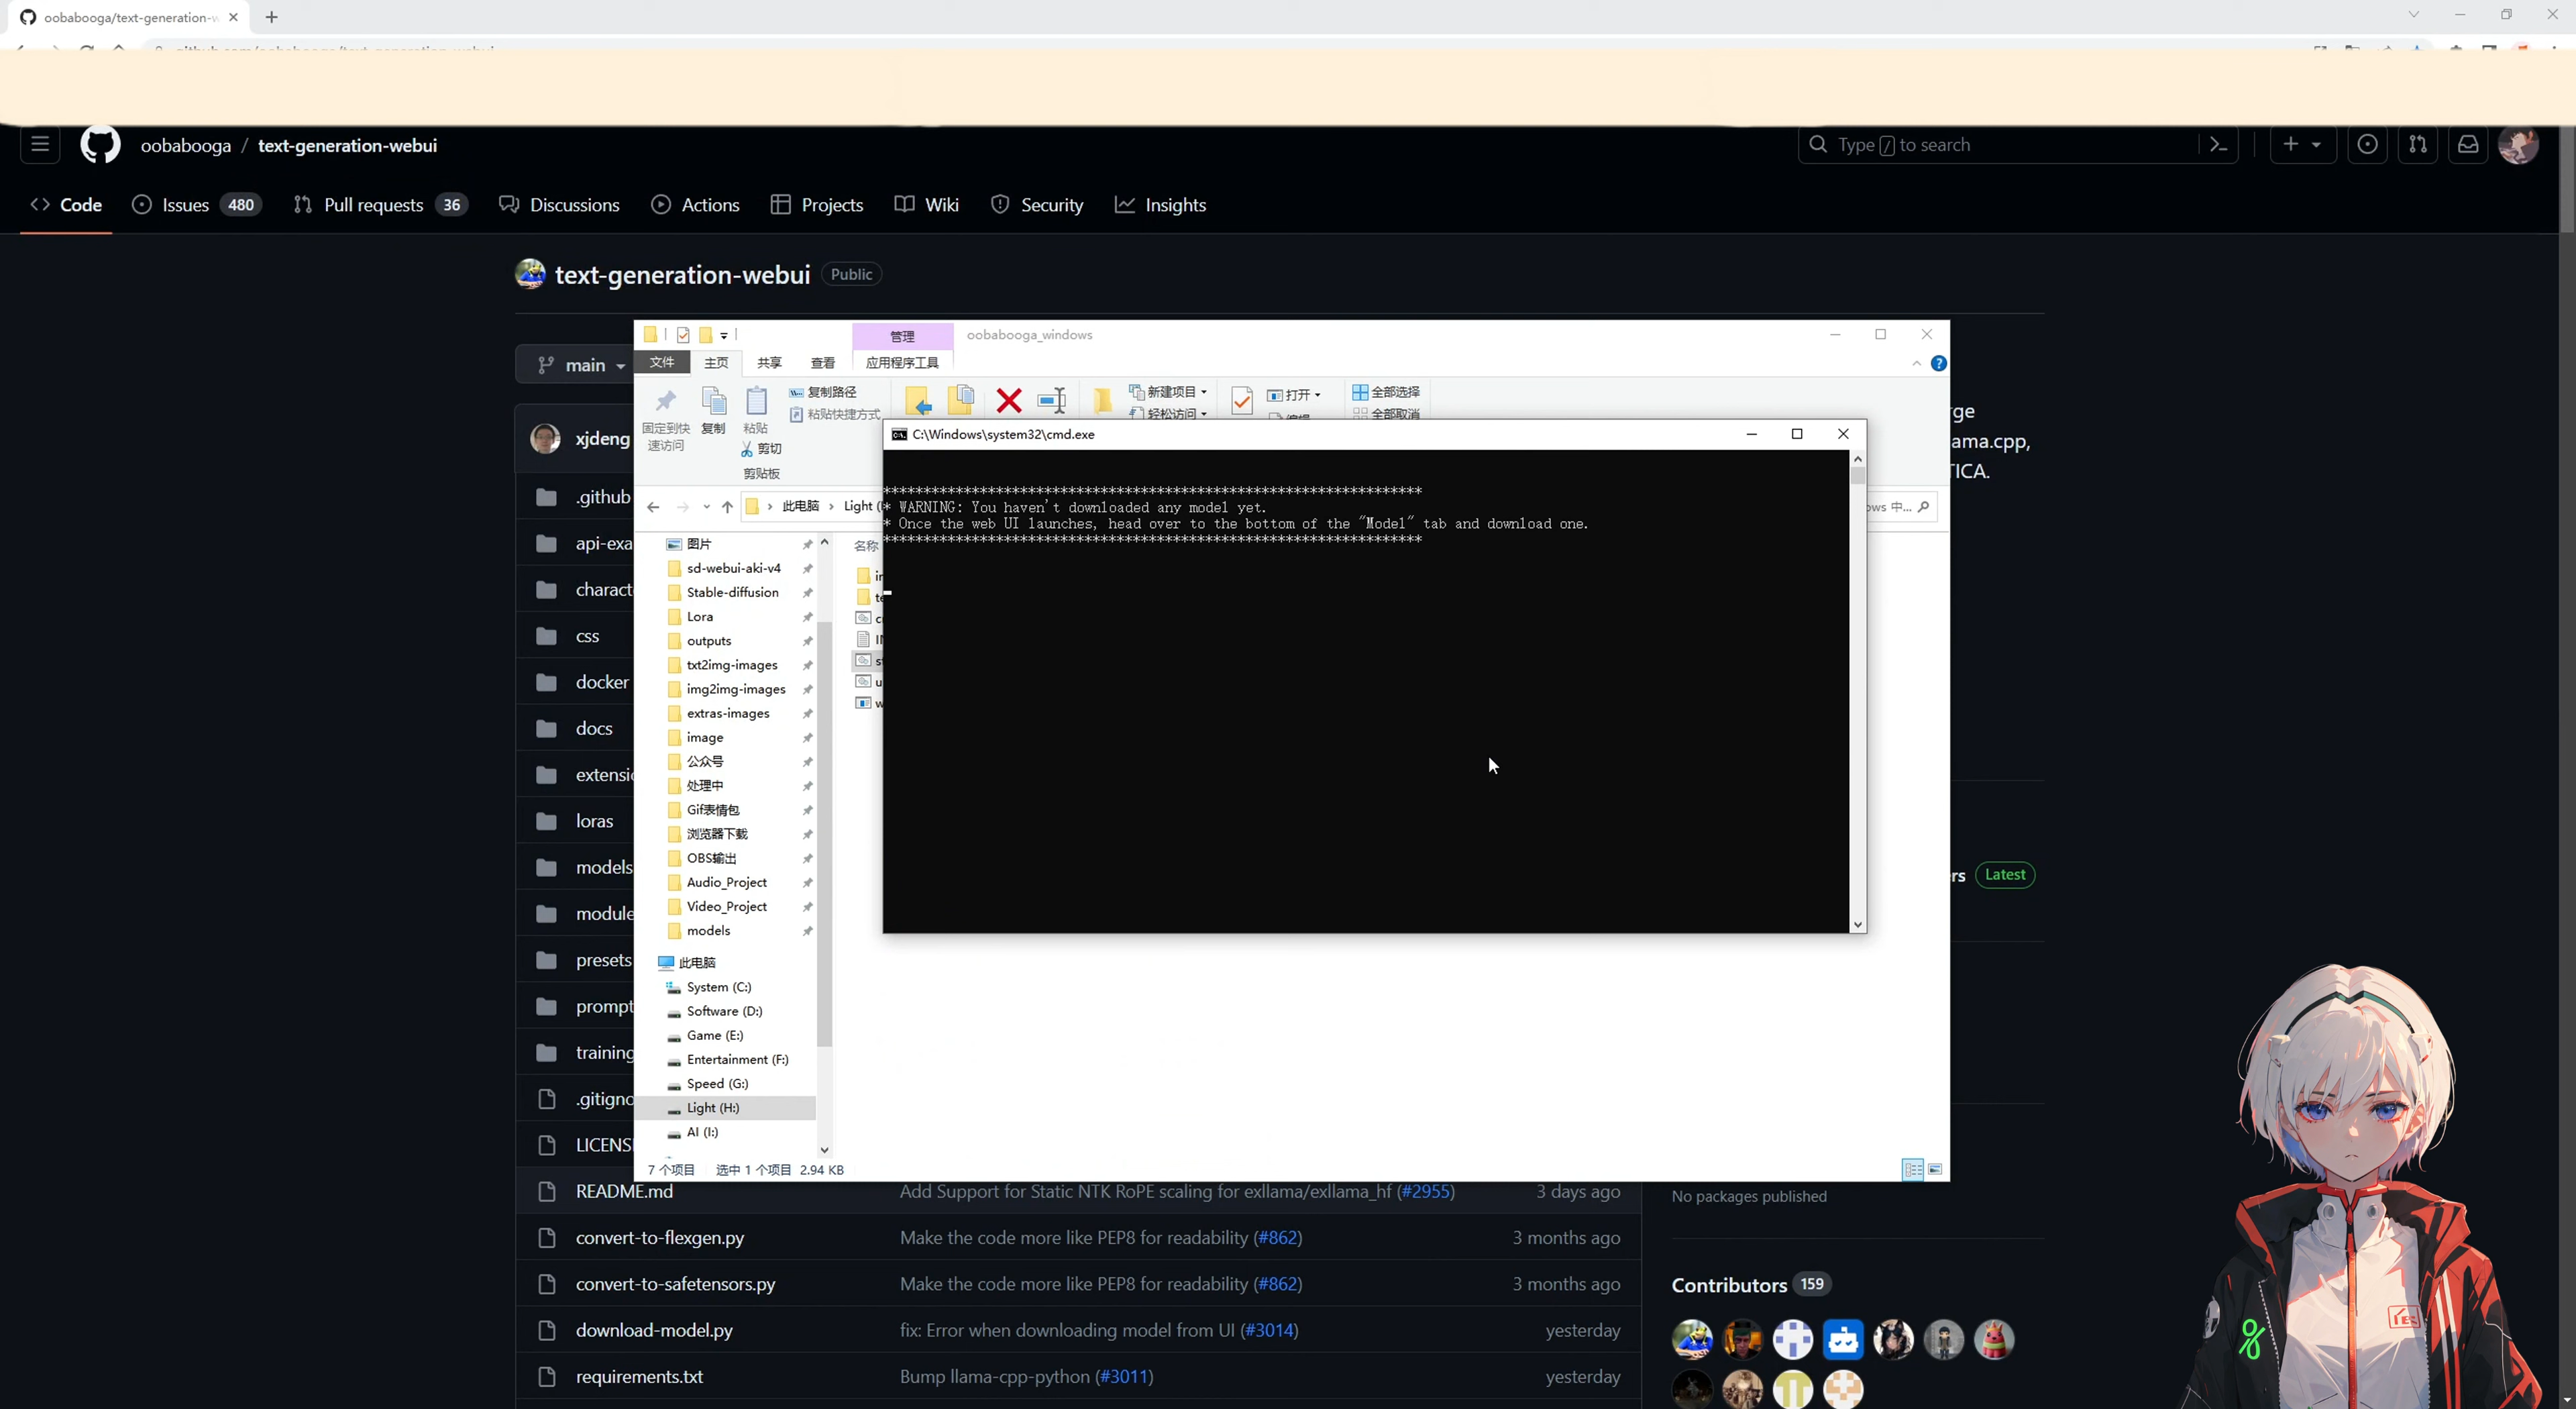 oobabooga/text-generation-w
oobabooga / text-generation-webui
Type / to search
Code
Issues 480
Pull requests 36
Discussions
Actions
Projects
Wiki
Security
Insights
text-generation-webui Public
main
xjdeng
.github
api-exa
charact
css
docker
docs
extensi
loras
models
module
presets
prompt
training
.gitigno
LICENS
README.md Add Support for Static NTK RoPE scaling for exllama/exllama_hf (#2955) 3 days ago
convert-to-flexgen.py Make the code more like PEP8 for readability (#862) 3 months ago
convert-to-safetensors.py Make the code more like PEP8 for readability (#862) 3 months ago
download-model.py fix: Error when downloading model from UI (#3014) yesterday
requirements.txt Bump llama-cpp-python (#3011) yesterday
管理
oobabooga_windows
文件 主页 共享 查看 应用程序工具
固定到快
速访问
复制
粘贴
复制路径
粘贴快捷方式
剪切
剪贴板
新建项目
轻松访问
打开
全部选择
全部取消
此电脑 Light (
ows 中...
名称
图片
sd-webui-aki-v4
Stable-diffusion
Lora
outputs
txt2img-images
img2img-images
extras-images
image
公众号
处理中
Gif表情包
浏览器下载
OBS输出
Audio_Project
Video_Project
models
此电脑
System (C:)
Software (D:)
Game (E:)
Entertainment (F:)
Speed (G:)
Light (H:)
AI (I:)
7 个项目 选中 1 个项目 2.94 KB
C:\Windows\system32\cmd.exe
*******************************************************************
* WARNING: You haven't downloaded any model yet.
* Once the web UI launches, head over to the bottom of the "Model" tab and download one.
*******************************************************************
rge
ama.cpp,
TICA.
rs Latest
No packages published
Contributors 159